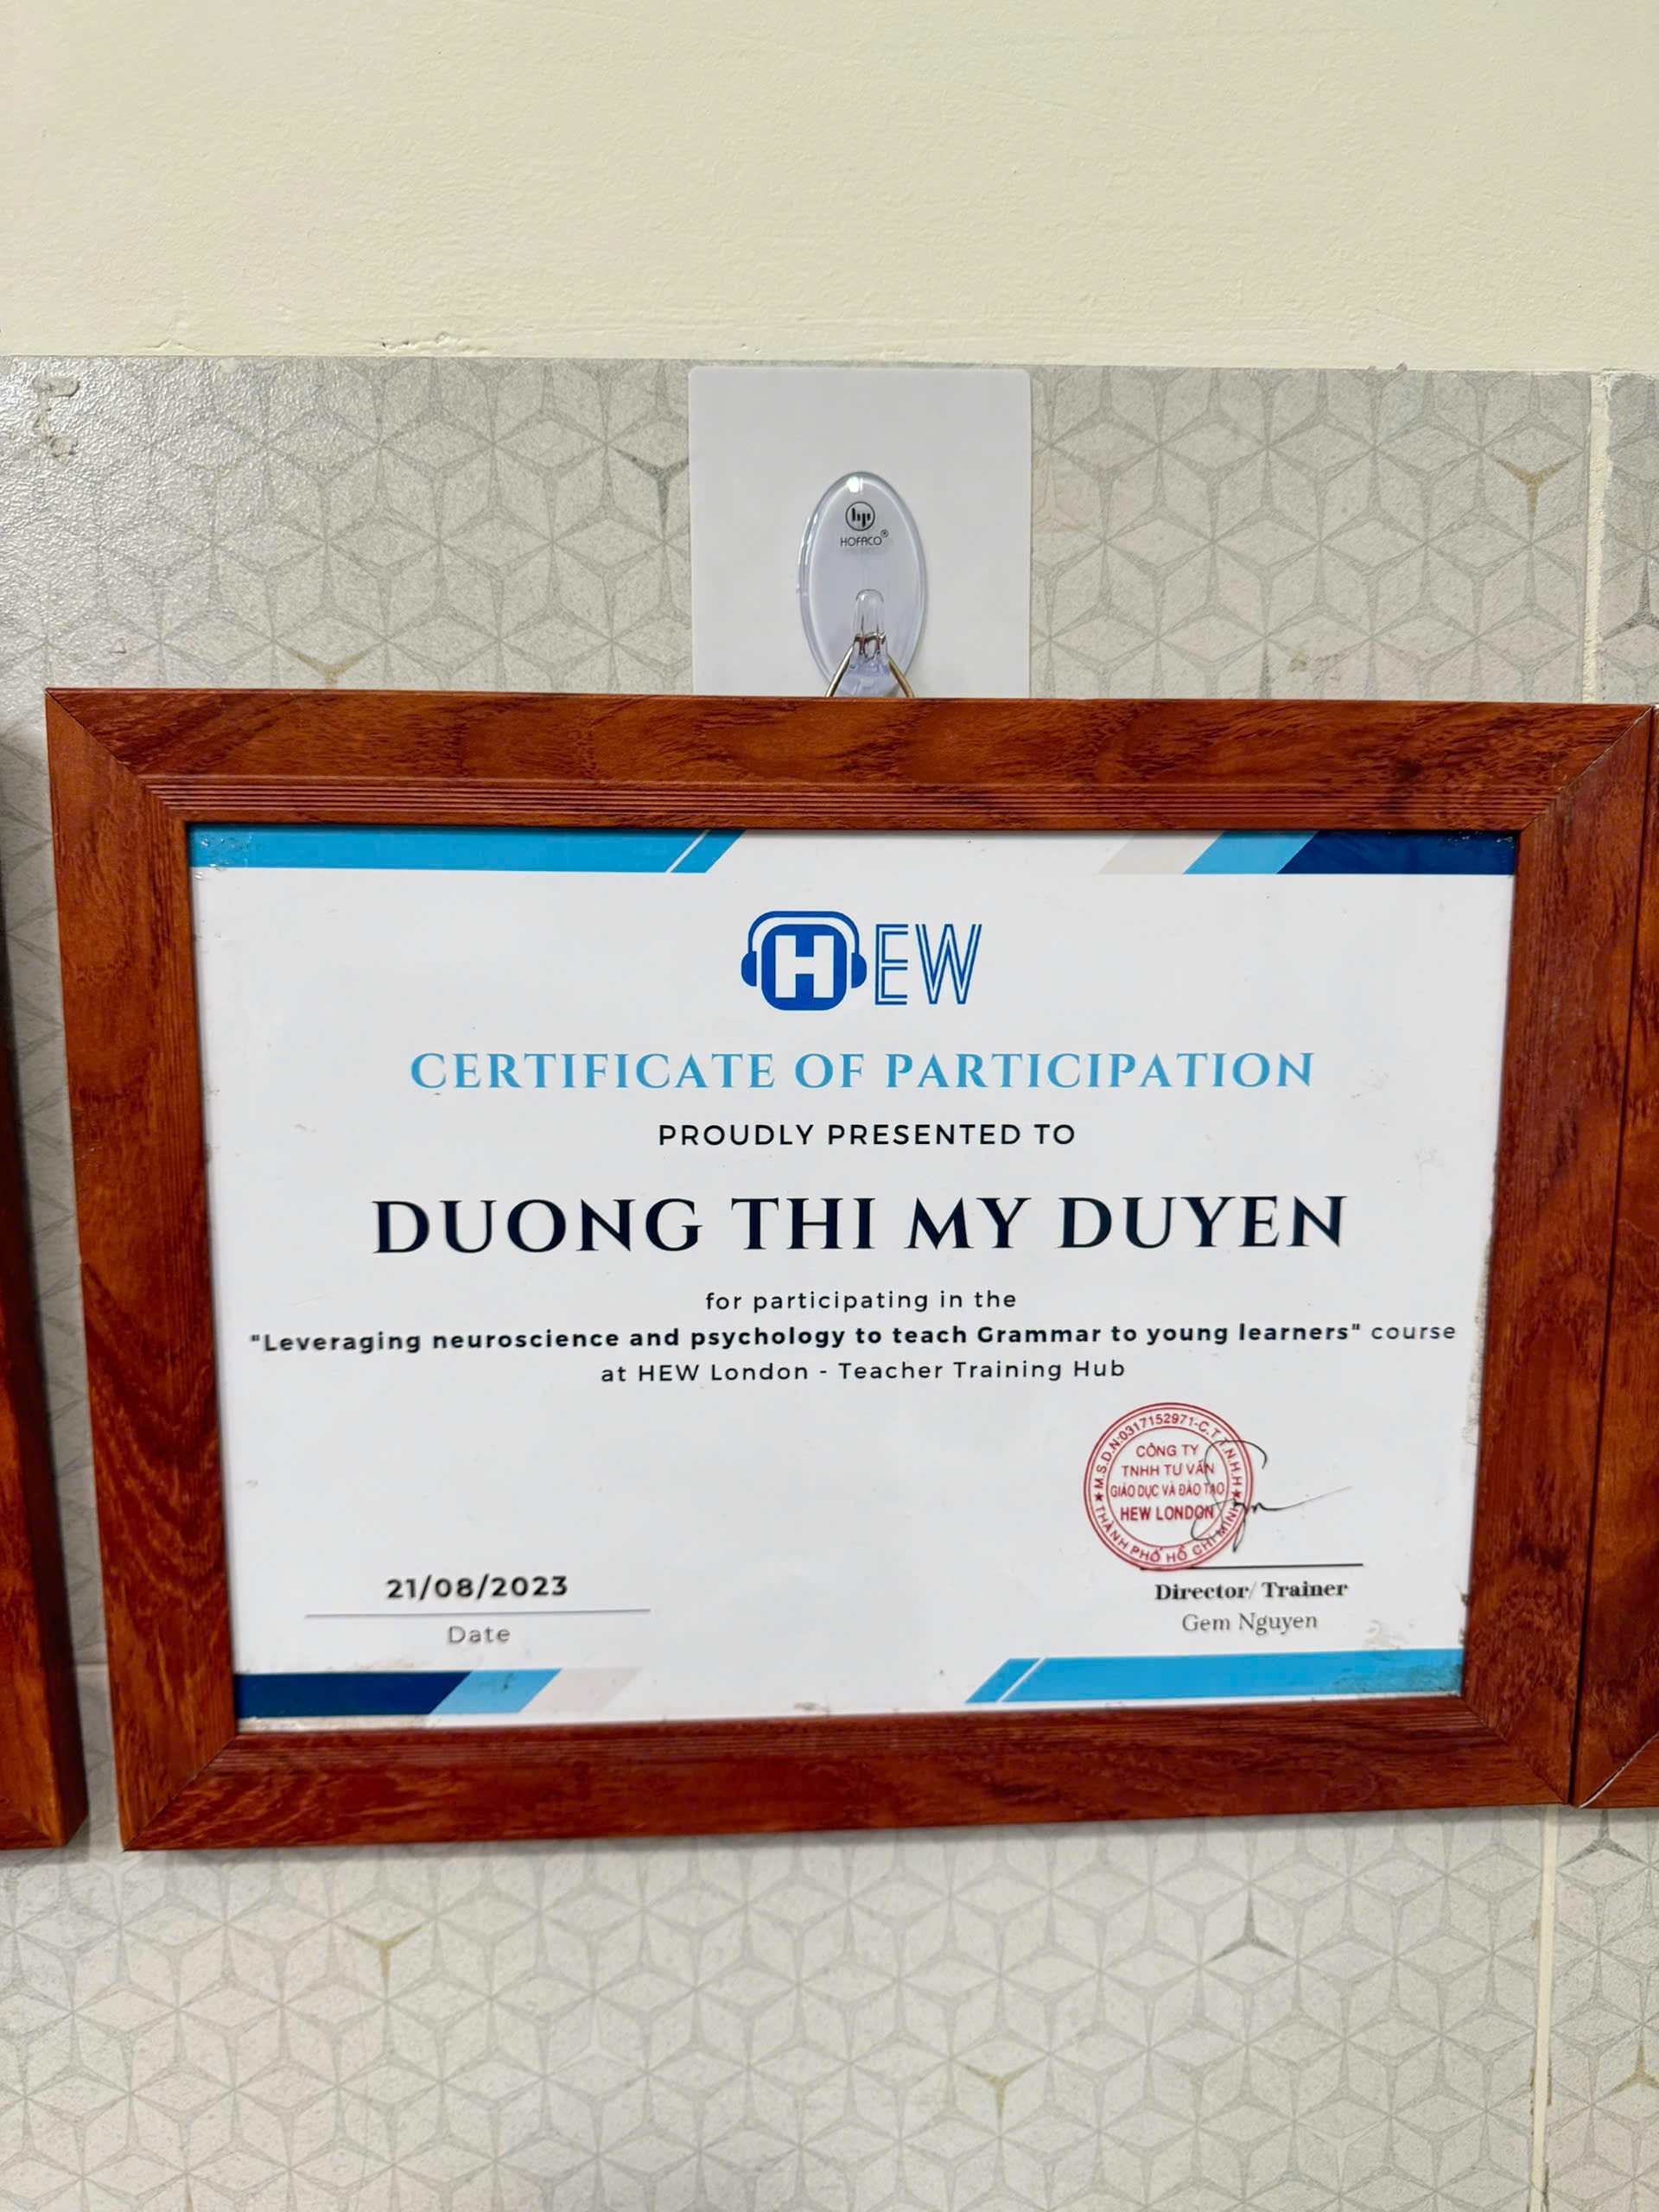 hp
HOFACO®
HEW
CERTIFICATE OF PARTICIPATION
PROUDLY PRESENTED TO
DUONG THI MY DUYEN
for participating in the
"Leveraging neuroscience and psychology to teach Grammar to young learners" course
at HEW London - Teacher Training Hub
M.S.D.N:0317152971-C.T.T.N.H.H
CÔNG TY
TNHH TƯ VẤN
GIÁO DỤC VÀ ĐÀO TẠO
HEW LONDON
THÀNH PHỐ HỒ CHÍ MINH
21/08/2023
Date
Director/ Trainer
Gem Nguyen